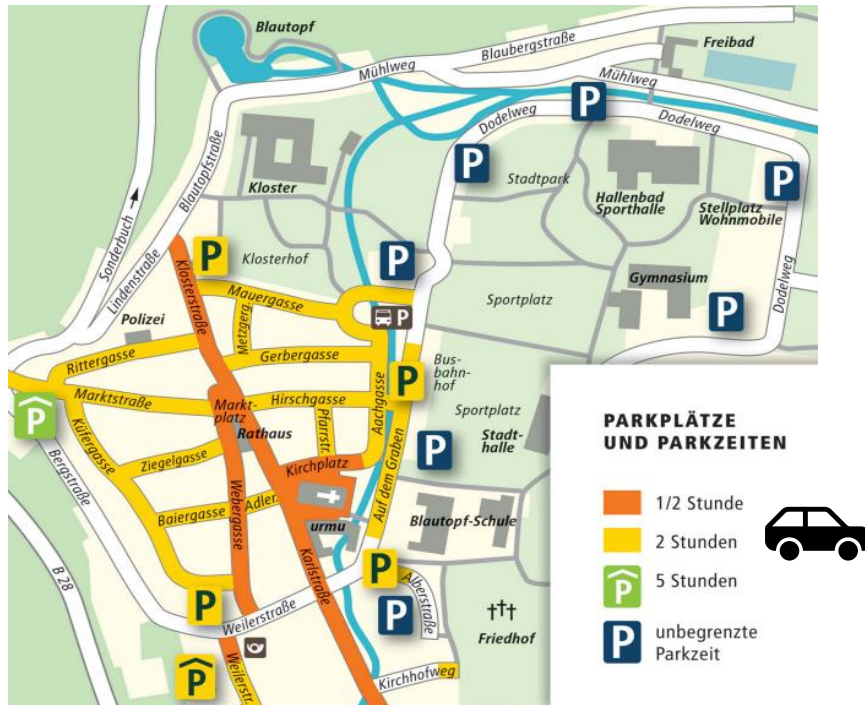 Blautopf
Blaubergstraße
Freibad
Mühlweg
Mühlweg
P
Dodelweg
Dodelweg
Sonderbuch
Blautopfstraße
Kloster
P
Stadtpark
Hallenbad
Sporthalle
Stellplatz
Wohnmobile
P
Lindenstraße
Klosterstraße
P
Klosterhof
P
Gymnasium
Mauergasse
Sportplatz
Dodelweg
P
Polizei
Metzgerg.
P
Rittergasse
Gerbergasse
Bus-
bahn-
hof
P
Marktstraße
Markt-
platz
Hirschgasse
Aachgasse
Pfarrstr.
Sportplatz
P
Küfergasse
Rathaus
Stadt-
halle
P
Bergstraße
Ziegelgasse
Kirchplatz
Auf dem Graben
Webergasse
Baiergasse
Adler.
urmu
Blautopf-Schule
Karlstraße
B 28
P
Alberstraße
P
Weilerstraße
P
Friedhof
P
Weilerstr.
Kirchhofweg
PARKPLÄTZE
UND PARKZEITEN
1/2 Stunde
2 Stunden
P
5 Stunden
P
unbegrenzte
Parkzeit